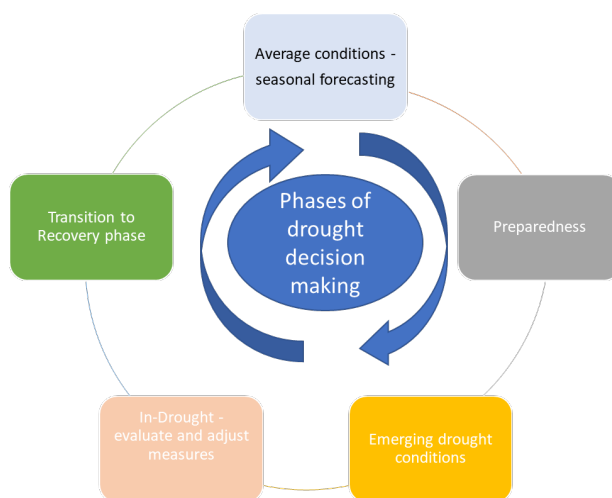 Average conditions -
seasonal forecasting
Phases of
drought
decision
making
Preparedness
Emerging drought
conditions
In-Drought -
evaluate and adjust
measures
Transition to
Recovery phase